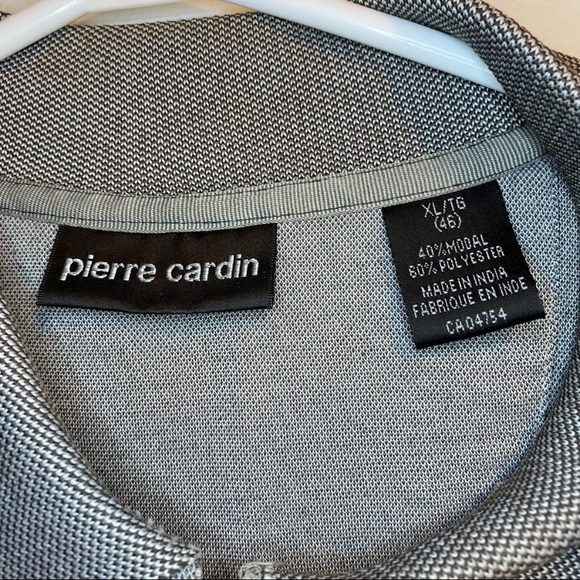 pierre cardin
XL/TG
(46)
40%MODAL
60%POLYESTER
MADE IN INDIA
FABRIQUE EN INDE
CA04754